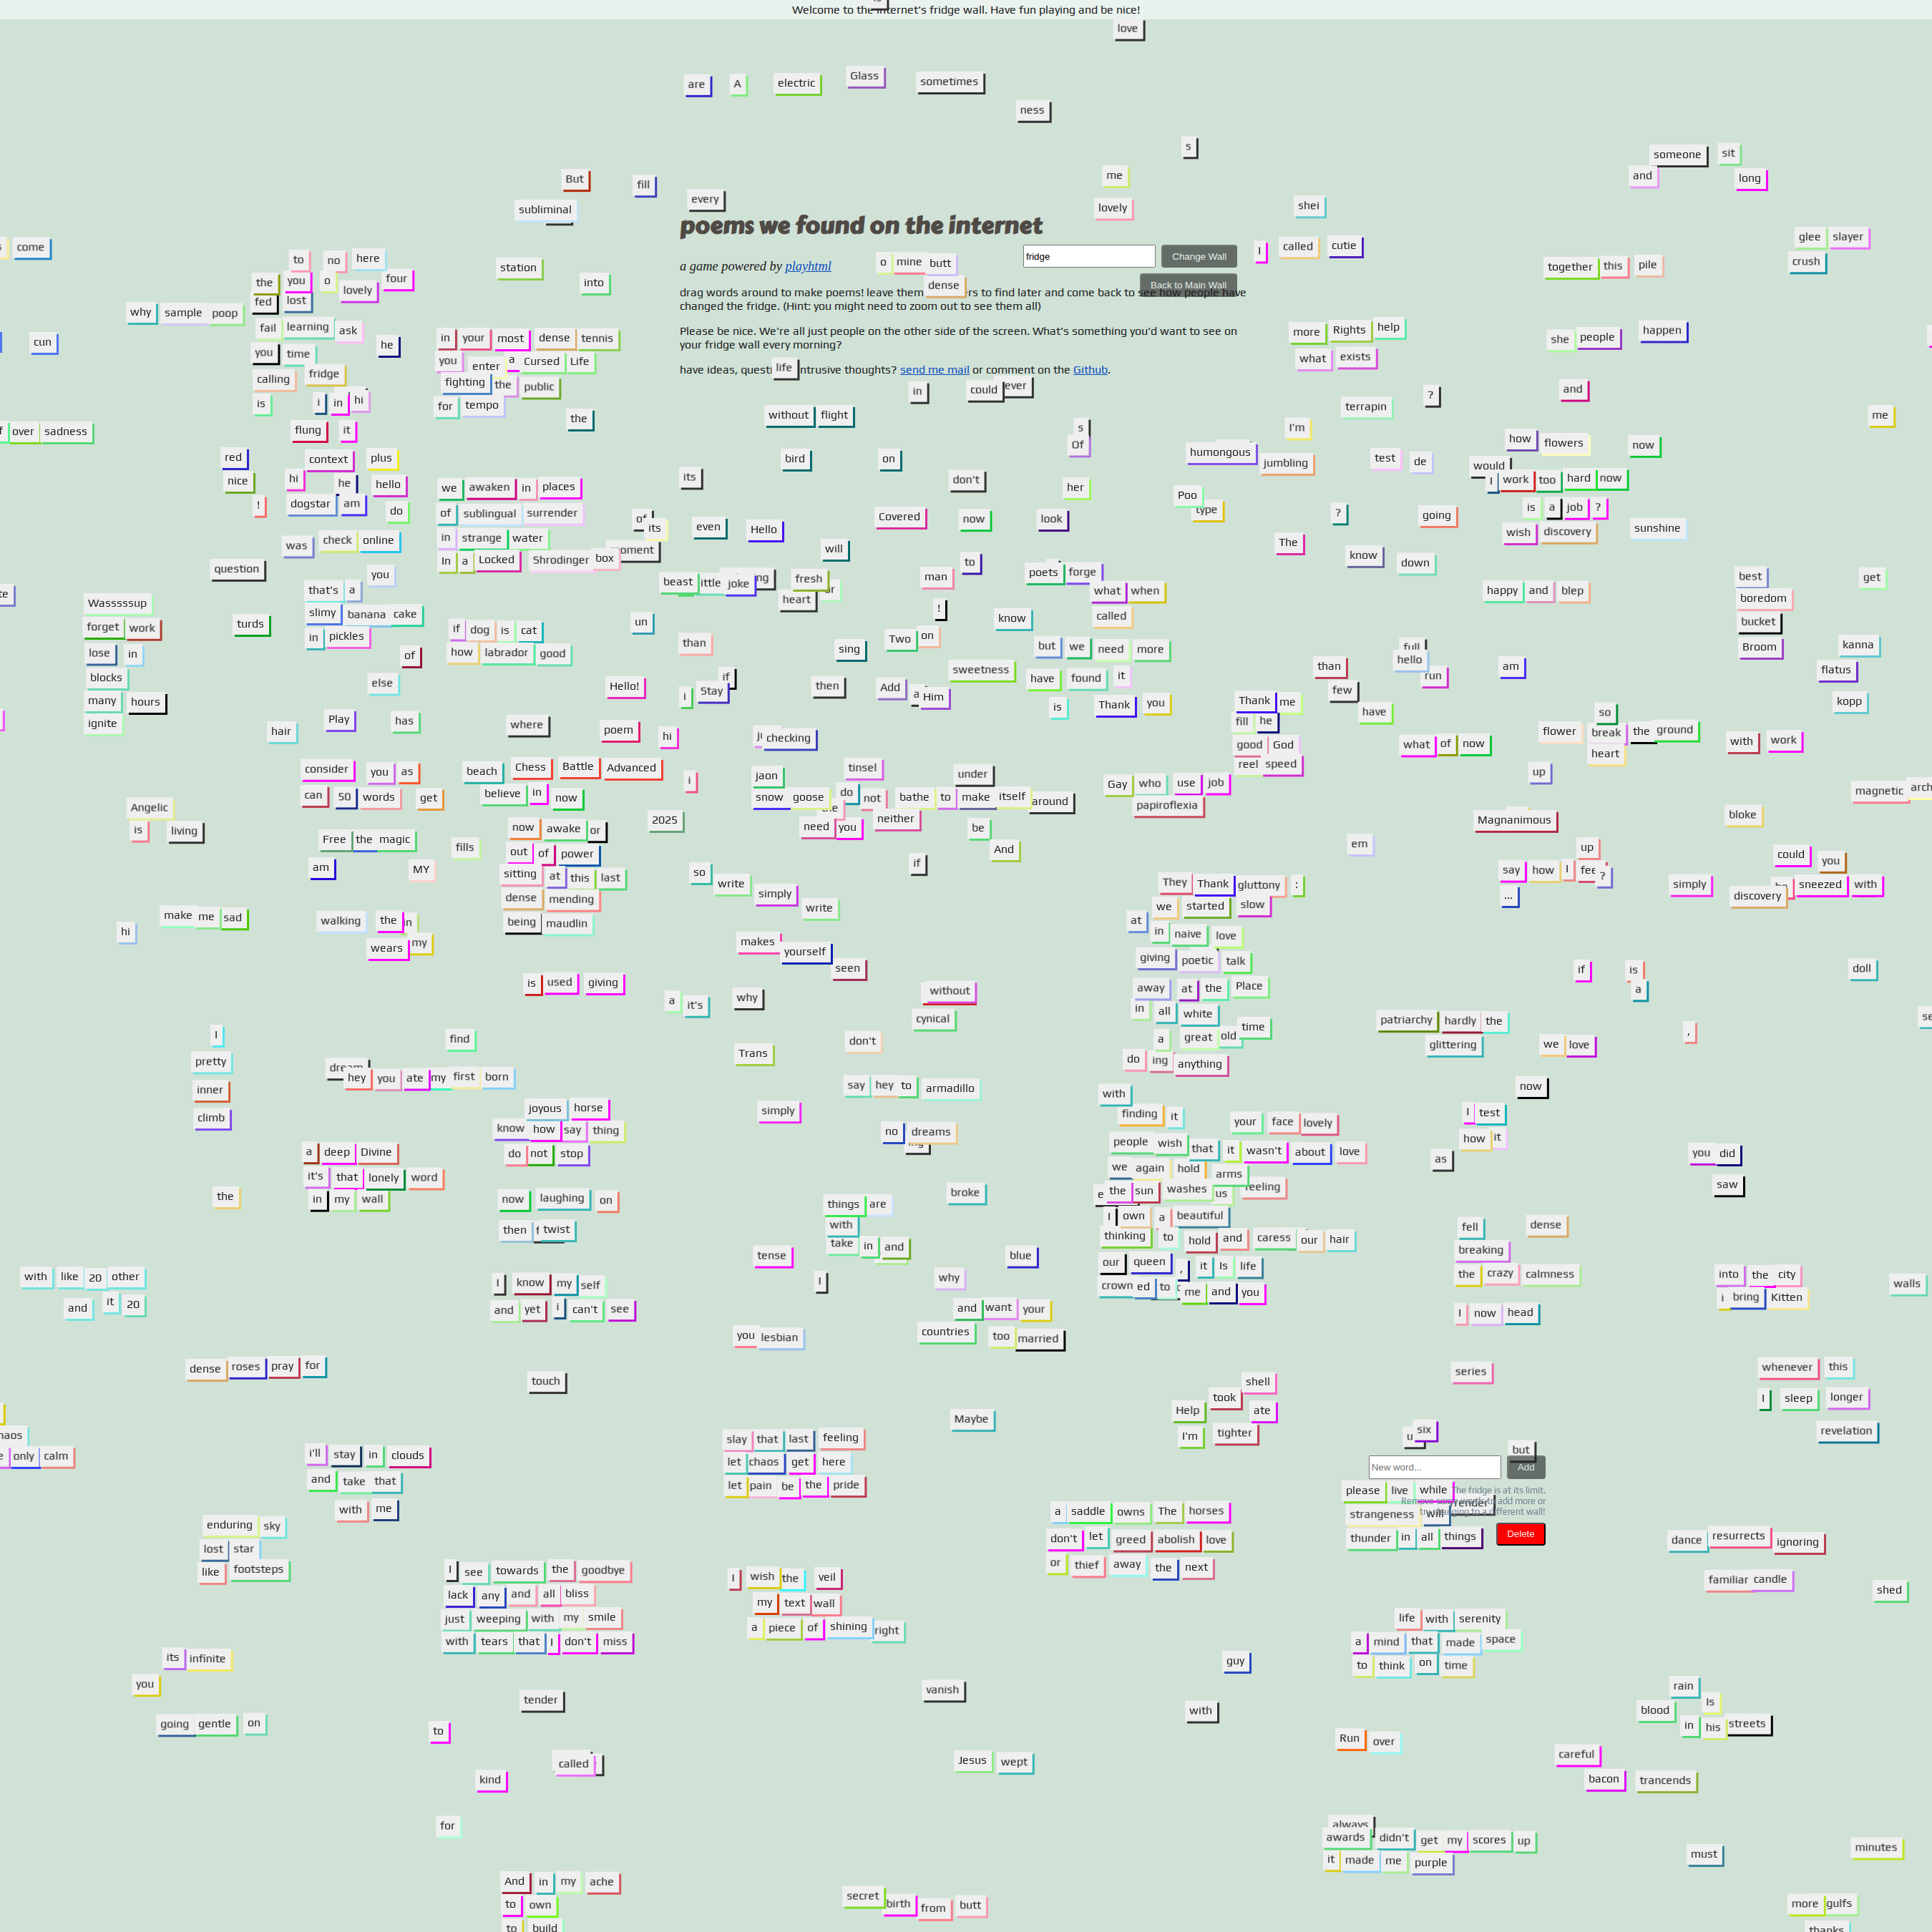 Welcome to the internet's fridge wall. Have fun playing and be nice!
love
are A electric Glass sometimes
ness
s
someone sit
and long
But fill
me
subliminal
every
lovely
shei
poems we found on the internet
come
I called cutie
glee slayer
crush
to no here
the you o lovely four
station into
a game powered by playhtml
o mine butt
dense
fridge
Change Wall
Back to Main Wall
together this pile
drag words around to make poems! leave them to find later and come back to see how people have
changed the fridge. (Hint: you might need to zoom out to see them all)
Please be nice. We're all just people on the other side of the screen. What's something you'd want to see on
your fridge wall every morning?
have ideas, intrusive thoughts? send me mail or comment on the Github.
life
fed lost
why sample poop
fail learning ask
you time he
calling fridge
is i in hi
flung it
cun
in your most dense tennis
you enter a Cursed Life
fighting the public
for tempo
the
more Rights help
what exists
she people happen
in could ever
without flight
terrapin ?
and
me
over sadness
s
Of
I'm
red context plus
nice hi he hello
! dogstar am do
bird on
humongous jumbling
test de
how flowers now
would
I work too hard now
is a job ?
wish discovery
sunshine
we awaken in places
of sublingual surrender
in strange water
In a Locked Shrodinger box
its
don't
her
Poo
type
of its
even Hello
Covered now look
?
going
The
was check online
question
you
that's a
slimy banana cake
in pickles
of
else
moment
will
know down
beast joke fresh
heart
man to
!
poets forge
what when
called
happy and blep
best
boredom
bucket
Broom
get
Wasssssup
forget work
lose in
blocks
many hours
ignite
turds
if dog is cat
how labrador good
un
than
sing Two on
know
but we need more
sweetness
have found it
is Thank you
full
hello
run
than
few
have
am
kanna
flatus
kopp
Hello!
i Stay if
then Add a Him
Thank me
fill he
good God
reel speed
hair Play has
where poem hi
checking
what of now
so
flower break the ground
heart
up
with work
consider you as
can 50 words get
beach Chess Battle Advanced
believe in now
i
jaon tinsel under
snow goose do not bathe to make itself around
need you neither
Gay who use job
papiroflexia
magnetic arch
Angelic
is living
Free the magic
am MY
fills
now awake or
out of power
sitting at this last
dense mending
being maudlin
2025
be
And
if
em
Magnanimous
bloke
up
say how I ?
...
could you
sneezed with
simply discovery
so write simply write
They Thank gluttony :
we started slow
at in naive love
giving poetic talk
away at the Place
in all white
a great old time
do ing anything
hi
make me sad
walking the in
wears my
makes yourself seen
is used giving
a it's why
without
cynical
if is
a
doll
I
pretty
inner
climb
find
Trans don't
patriarchy hardly the
glittering
we love
,
dream
hey you ate my first born
say hey to armadillo
now
joyous horse
know how say thing
do not stop
simply
no dreams
with
finding it your face lovely
people wish that it wasn't about love
we again hold arms
the sun washes us feeling
I own a beautiful
thinking to hold and caress our hair
our queen , it Is life
crown ed to me and you
I test
how it
as
you did
saw
a deep Divine
it's that lonely word
in my wall
the
now laughing on
then twist
broke
things are
with
take in and
tense
blue
why
I
fell dense
breaking
the crazy calmness
I now head
with like 20 other
and it 20
I know my self
and yet i can't see
and want your
countries too married
you lesbian
into the city
i bring Kitten
walls
dense roses pray for
touch
series
whenever this
I sleep longer
revelation
shell
took
Help ate
I'm tighter
Maybe
only calm
i'll stay in clouds
and take that
with me
slay that last feeling
let chaos get here
let pain be the pride
six
but
New word...
Add
The fridge is at its limit.
Remove some words to add more or
try changing to a different wall!
Delete
please live while
strangeness will
thunder in all things
enduring sky
lost star
like footsteps
a saddle owns The horses
don't let greed abolish love
or thief away the next
dance resurrects ignoring
familiar candle
shed
I see towards the goodbye
lack any and all bliss
just weeping with my smile
with tears that I don't miss
I wish the veil
my text wall
a piece of shining right
life with serenity
a mind that made space
to think on time
its infinite
you
going gentle on
guy
vanish
with
tender
to
called
kind
for
Jesus wept
Run over
rain
blood Is
in his streets
careful
bacon trancends
always
awards didn't get my scores up
it made me purple
must
minutes
And in my ache
to own
to build
secret birth from butt
more gulfs
thanks